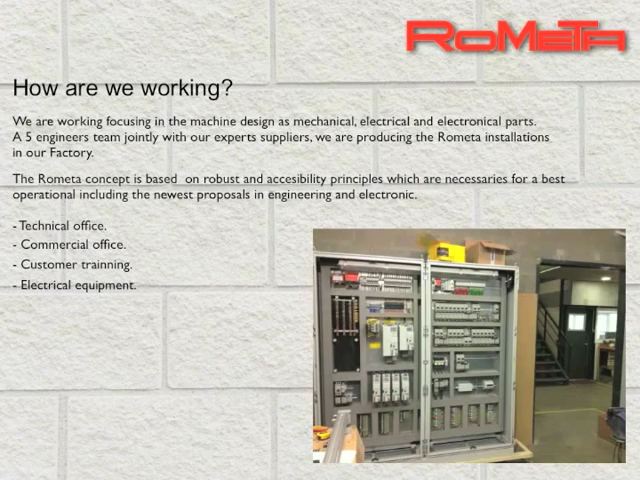 RoMeTa
How are we working?
We are working focusing in the machine design as mechanical, electrical and electronical parts.
A 5 engineers team jointly with our experts suppliers, we are producing the Rometa installations
in our Factory.
The Rometa concept is based  on robust and accesibility principles which are necessaries for a best
operational including the newest proposals in engineering and electronic.
- Technical office.
- Commercial office.
- Customer trainning.
- Electrical equipment.